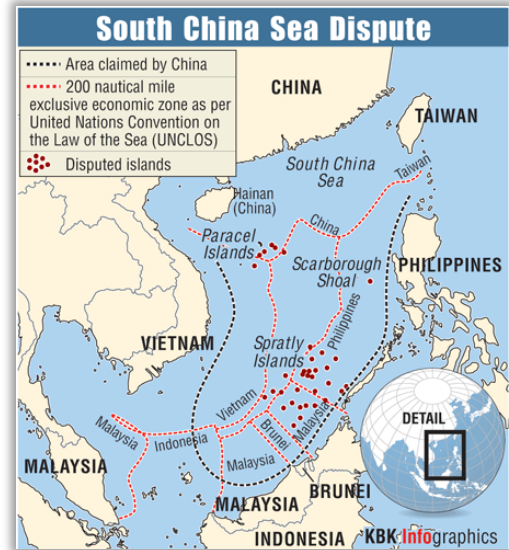 South China Sea Dispute
Area claimed by China
200 nautical mile
exclusive economic zone as per
United Nations Convention on
the Law of the Sea (UNCLOS)
Disputed islands
CHINA
TAIWAN
South China
Sea
Taiwan
Hainan
(China)
China
Paracel
Islands
Scarborough
Shoal
PHILIPPINES
Philippines
VIETNAM
Spratly
Islands
Vietnam
Malaysia
Indonesia
Malaysia
Brunei
Malaysia
DETAIL
MALAYSIA
BRUNEI
MALAYSIA
INDONESIA
KBK Infographics